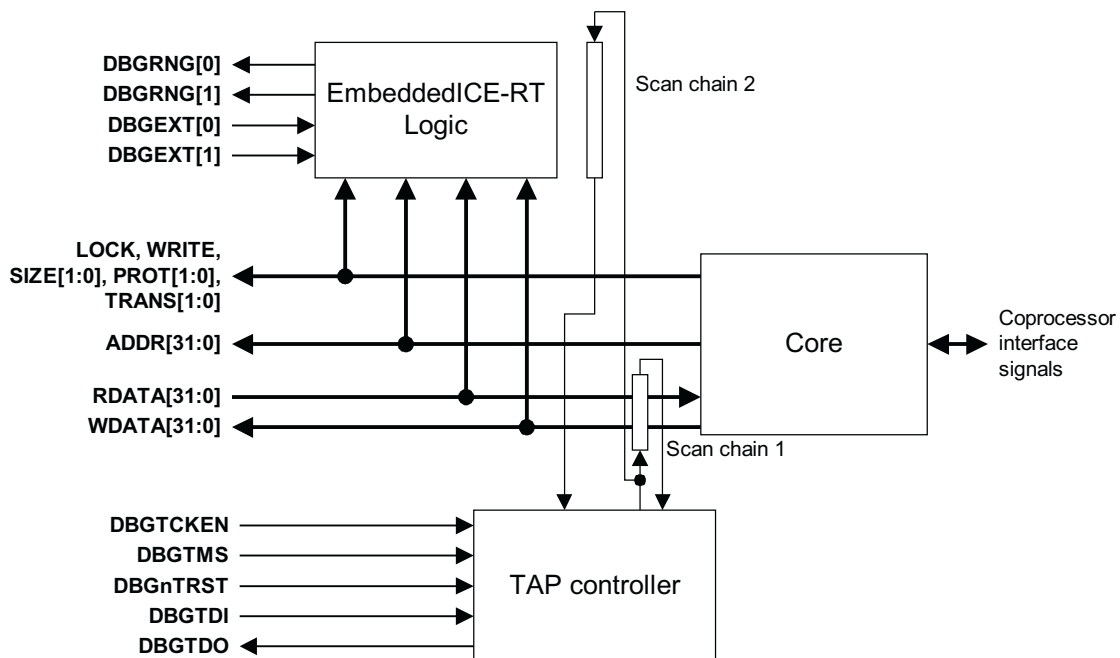 DBGRNG[0]
DBGRNG[1]
DBGEXT[0]
DBGEXT[1]
EmbeddedICE-RT
Logic
Scan chain 2
LOCK, WRITE,
SIZE[1:0], PROT[1:0],
TRANS[1:0]
ADDR[31:0]
RDATA[31:0]
WDATA[31:0]
Core
Coprocessor
interface
signals
Scan chain 1
DBGTCKEN
DBGTMS
DBGnTRST
DBGTDI
DBGTDO
TAP controller